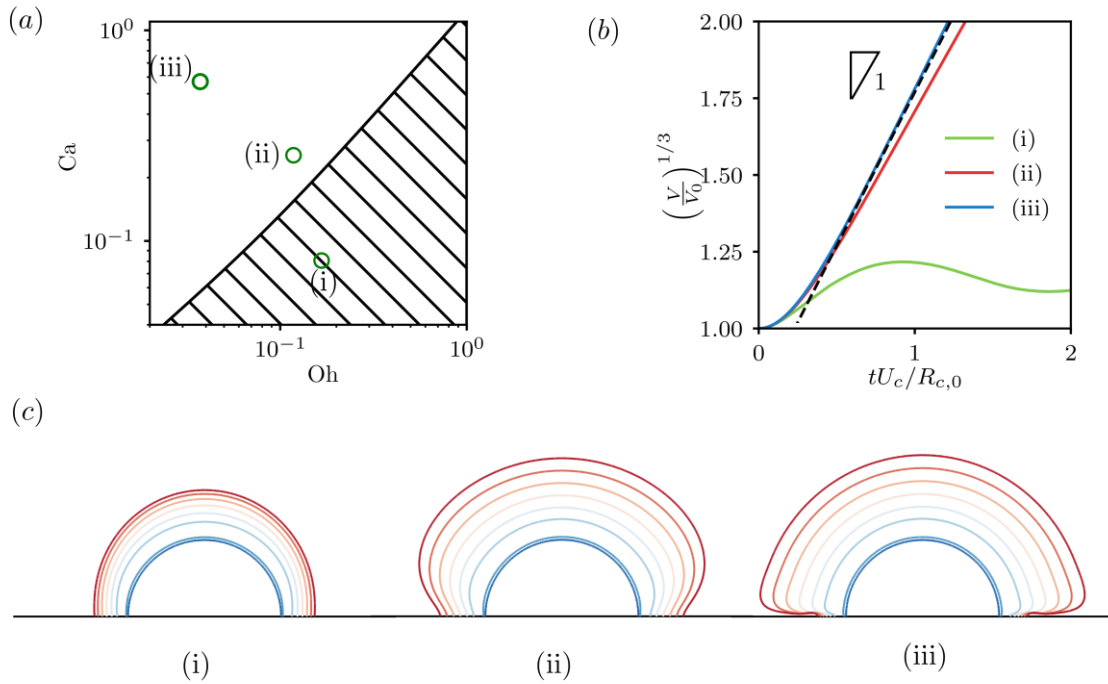 (a)
10^0
(iii)
(ii)
Ca
10^{-1}
(i)
10^{-1}
10^0
Oh
(b)
2.00
1.75
1.50
1.25
1.00
(V/V_0)^{1/3}
1
(i)
(ii)
(iii)
0
1
2
tU_c/R_{c,0}
(c)
(i)
(ii)
(iii)